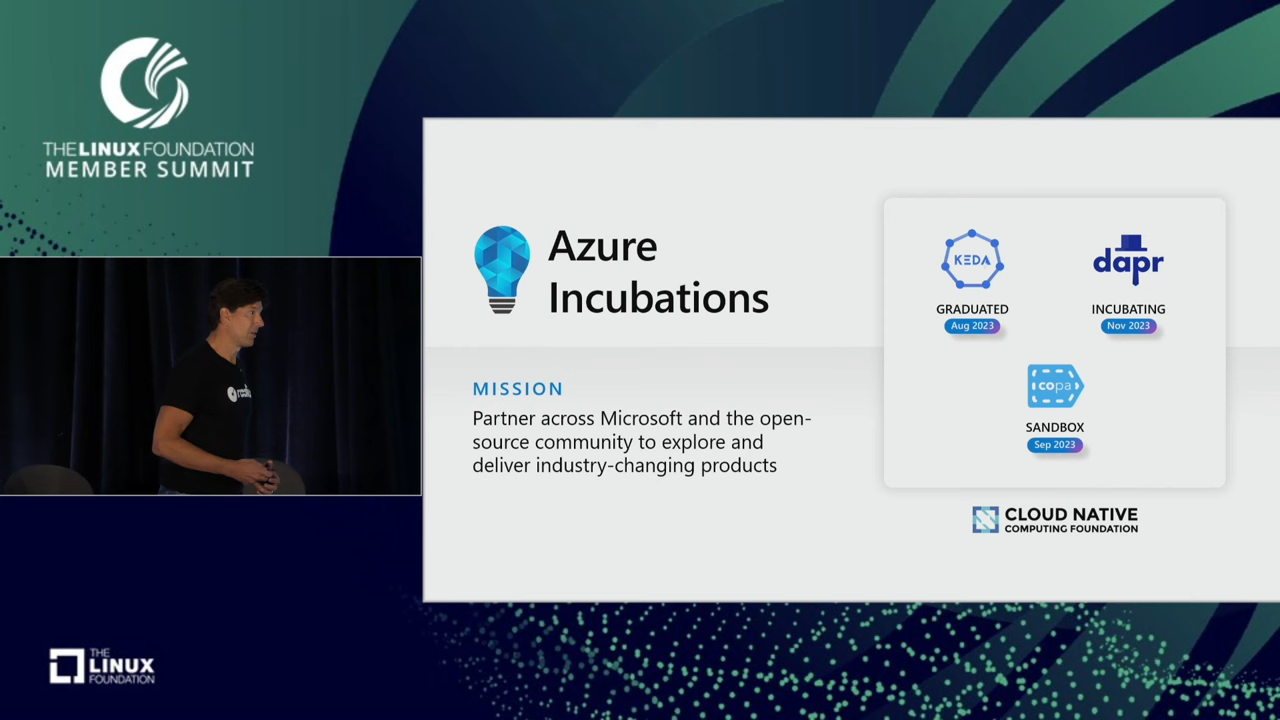 THE LINUX FOUNDATION
MEMBER SUMMIT
Azure
Incubations
MISSION
Partner across Microsoft and the open-
source community to explore and
deliver industry-changing products
KEDA
GRADUATED
Aug 2023
dapr
INCUBATING
Nov 2023
copa
SANDBOX
Sep 2023
CLOUD NATIVE
COMPUTING FOUNDATION
THE
LINUX
FOUNDATION